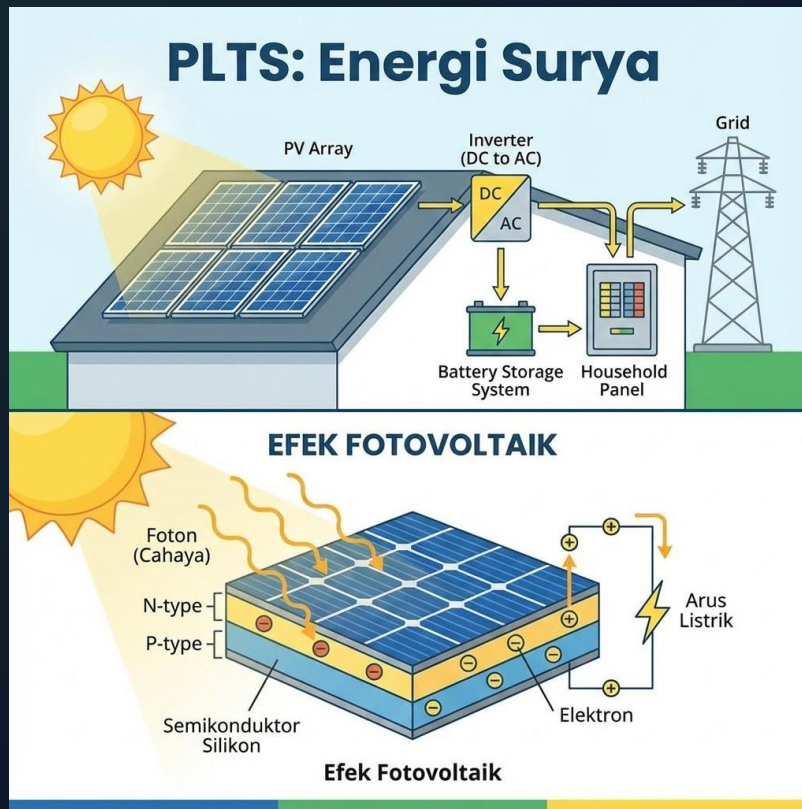 PLTS: Energi Surya
PV Array
Inverter
(DC to AC)
Grid
DC
AC
Battery Storage
System
Household
Panel
EFEK FOTOVOLTAIK
Foton
(Cahaya)
N-type
P-type
Arus
Listrik
Semikonduktor
Silikon
Elektron
Efek Fotovoltaik